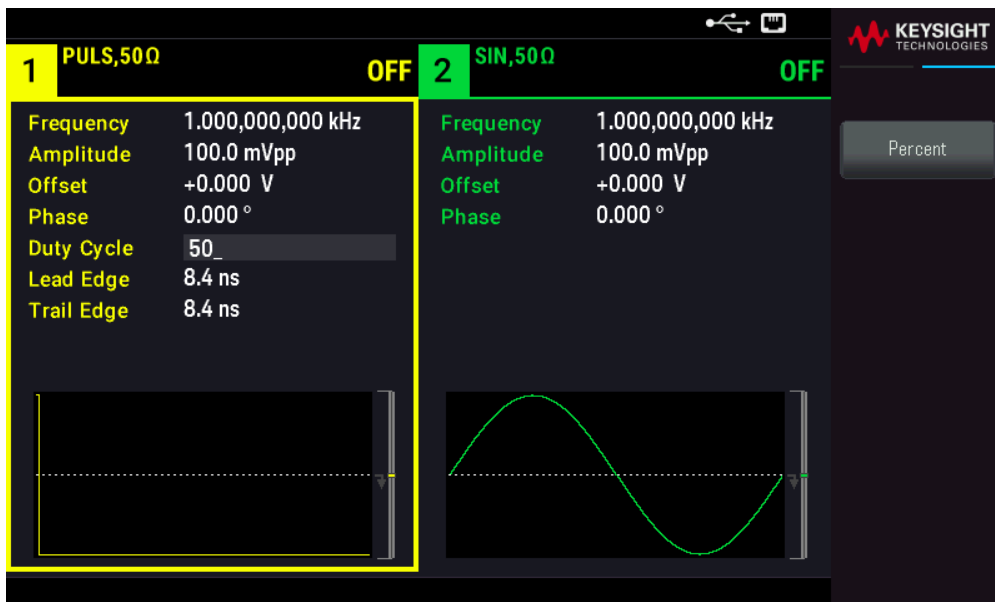 KEYSIGHT
TECHNOLOGIES
1 PULS,50Ω OFF
2 SIN,50Ω OFF
Frequency 1.000,000,000 kHz
Amplitude 100.0 mVpp
Offset +0.000 V
Phase 0.000 °
Duty Cycle 50_
Lead Edge 8.4 ns
Trail Edge 8.4 ns
Frequency 1.000,000,000 kHz
Amplitude 100.0 mVpp
Offset +0.000 V
Phase 0.000 °
Percent